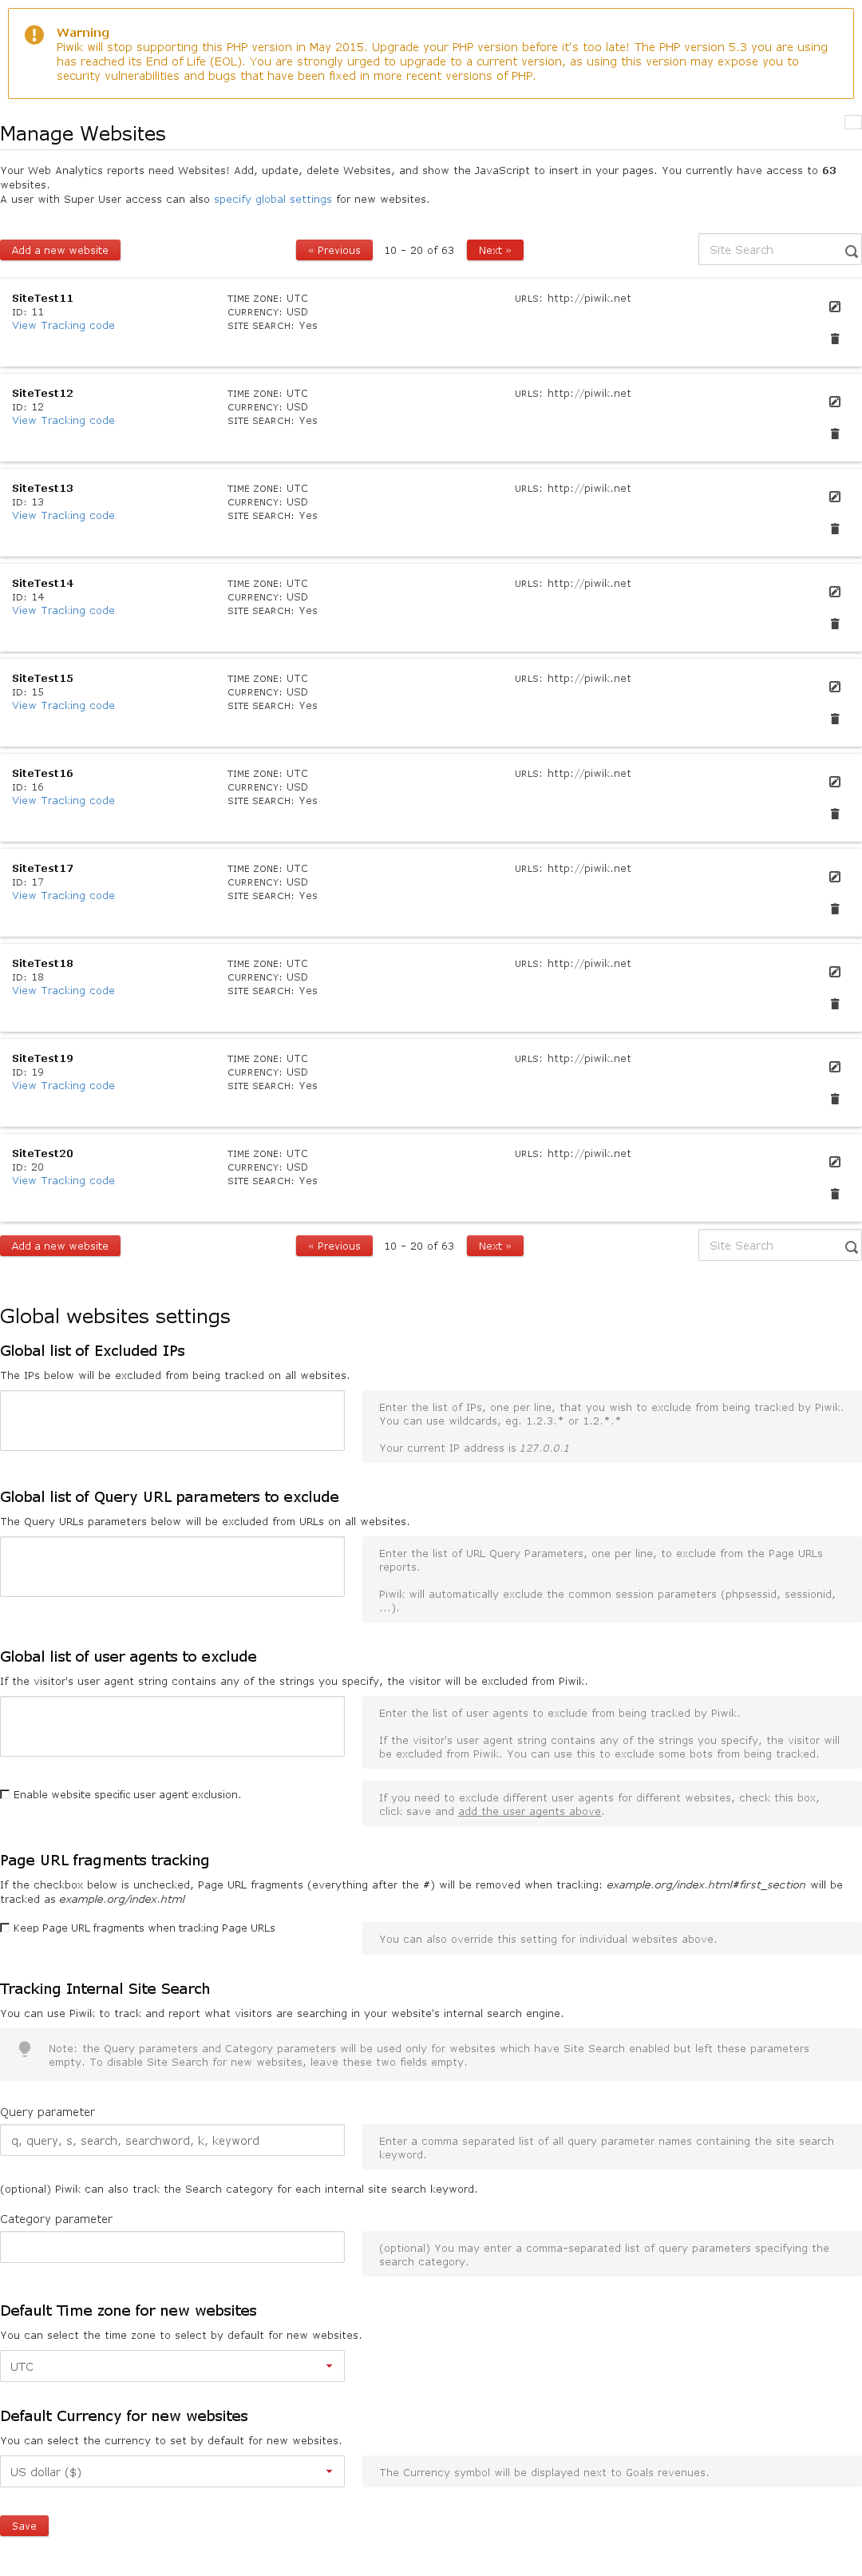 Warning
Piwik will stop supporting this PHP version in May 2015. Upgrade your PHP version before it's too late! The PHP version 5.3 you are using
has reached its End of Life (EOL). You are strongly urged to upgrade to a current version, as using this version may expose you to
security vulnerabilities and bugs that have been fixed in more recent versions of PHP.
Manage Websites
Your Web Analytics reports need Websites! Add, update, delete Websites, and show the JavaScript to insert in your pages. You currently have access to 63
websites.
A user with Super User access can also specify global settings for new websites.
Add a new website « Previous 10 - 20 of 63 Next » Site Search
SiteTest11 TIME ZONE: UTC URLS: http://piwik.net
ID: 11 CURRENCY: USD
View Tracking code SITE SEARCH: Yes
SiteTest12 TIME ZONE: UTC URLS: http://piwik.net
ID: 12 CURRENCY: USD
View Tracking code SITE SEARCH: Yes
SiteTest13 TIME ZONE: UTC URLS: http://piwik.net
ID: 13 CURRENCY: USD
View Tracking code SITE SEARCH: Yes
SiteTest14 TIME ZONE: UTC URLS: http://piwik.net
ID: 14 CURRENCY: USD
View Tracking code SITE SEARCH: Yes
SiteTest15 TIME ZONE: UTC URLS: http://piwik.net
ID: 15 CURRENCY: USD
View Tracking code SITE SEARCH: Yes
SiteTest16 TIME ZONE: UTC URLS: http://piwik.net
ID: 16 CURRENCY: USD
View Tracking code SITE SEARCH: Yes
SiteTest17 TIME ZONE: UTC URLS: http://piwik.net
ID: 17 CURRENCY: USD
View Tracking code SITE SEARCH: Yes
SiteTest18 TIME ZONE: UTC URLS: http://piwik.net
ID: 18 CURRENCY: USD
View Tracking code SITE SEARCH: Yes
SiteTest19 TIME ZONE: UTC URLS: http://piwik.net
ID: 19 CURRENCY: USD
View Tracking code SITE SEARCH: Yes
SiteTest20 TIME ZONE: UTC URLS: http://piwik.net
ID: 20 CURRENCY: USD
View Tracking code SITE SEARCH: Yes
Add a new website « Previous 10 - 20 of 63 Next » Site Search
Global websites settings
Global list of Excluded IPs
The IPs below will be excluded from being tracked on all websites.
Enter the list of IPs, one per line, that you wish to exclude from being tracked by Piwik.
You can use wildcards, eg. 1.2.3.* or 1.2.*.*
Your current IP address is 127.0.0.1
Global list of Query URL parameters to exclude
The Query URLs parameters below will be excluded from URLs on all websites.
Enter the list of URL Query Parameters, one per line, to exclude from the Page URLs
reports.
Piwik will automatically exclude the common session parameters (phpsessid, sessionid,
...).
Global list of user agents to exclude
If the visitor's user agent string contains any of the strings you specify, the visitor will be excluded from Piwik.
Enter the list of user agents to exclude from being tracked by Piwik.
If the visitor's user agent string contains any of the strings you specify, the visitor will
be excluded from Piwik. You can use this to exclude some bots from being tracked.
Enable website specific user agent exclusion.
If you need to exclude different user agents for different websites, check this box,
click save and add the user agents above.
Page URL fragments tracking
If the checkbox below is unchecked, Page URL fragments (everything after the #) will be removed when tracking: example.org/index.html#first_section will be
tracked as example.org/index.html
Keep Page URL fragments when tracking Page URLs
You can also override this setting for individual websites above.
Tracking Internal Site Search
You can use Piwik to track and report what visitors are searching in your website's internal search engine.
Note: the Query parameters and Category parameters will be used only for websites which have Site Search enabled but left these parameters
empty. To disable Site Search for new websites, leave these two fields empty.
Query parameter
q, query, s, search, searchword, k, keyword
Enter a comma separated list of all query parameter names containing the site search
keyword.
(optional) Piwik can also track the Search category for each internal site search keyword.
Category parameter
(optional) You may enter a comma-separated list of query parameters specifying the
search category.
Default Time zone for new websites
You can select the time zone to select by default for new websites.
UTC
Default Currency for new websites
You can select the currency to set by default for new websites.
US dollar ($)
The Currency symbol will be displayed next to Goals revenues.
Save